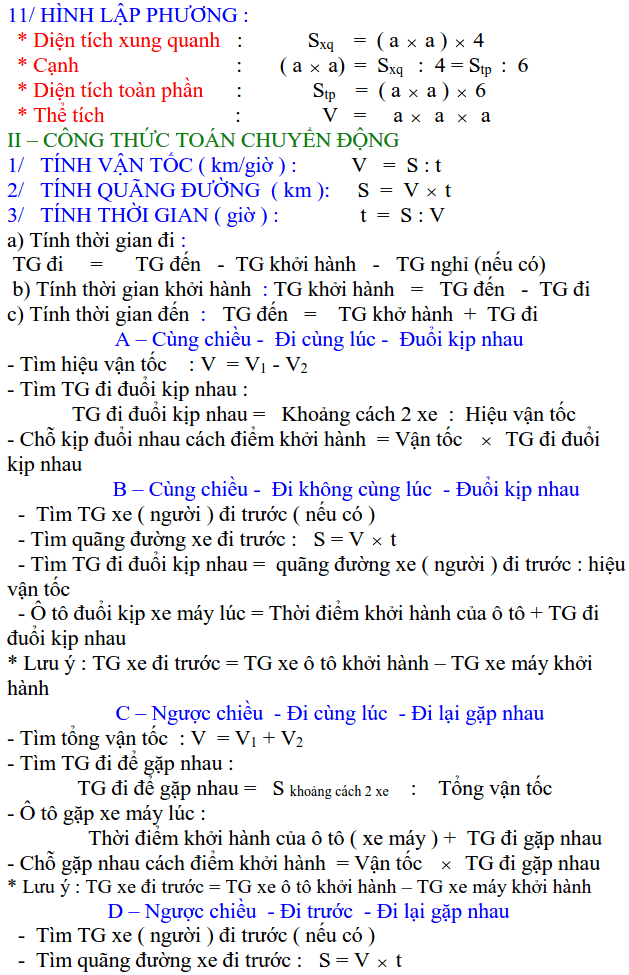 11/ HÌNH LẬP PHƯƠNG :
* Diện tích xung quanh : Sxq = ( a × a ) × 4
* Cạnh : ( a × a) = Sxq : 4 = Stp : 6
* Diện tích toàn phần : Stp = ( a × a ) × 6
* Thể tích : V = a × a × a
II – CÔNG THỨC TOÁN CHUYỂN ĐỘNG
1/ TÍNH VẬN TỐC ( km/giờ ) : V = S : t
2/ TÍNH QUÃNG ĐƯỜNG ( km ): S = V × t
3/ TÍNH THỜI GIAN ( giờ ) : t = S : V
a) Tính thời gian đi :
TG đi = TG đến - TG khởi hành - TG nghỉ (nếu có)
b) Tính thời gian khởi hành : TG khởi hành = TG đến - TG đi
c) Tính thời gian đến : TG đến = TG khở hành + TG đi
A – Cùng chiều - Đi cùng lúc - Đuổi kịp nhau
- Tìm hiệu vận tốc : V = V1 - V2
- Tìm TG đi đuổi kịp nhau :
TG đi đuổi kịp nhau = Khoảng cách 2 xe : Hiệu vận tốc
- Chỗ kịp đuổi nhau cách điểm khởi hành = Vận tốc × TG đi đuổi
kịp nhau
B – Cùng chiều - Đi không cùng lúc - Đuổi kịp nhau
- Tìm TG xe ( người ) đi trước ( nếu có )
- Tìm quãng đường xe đi trước : S = V × t
- Tìm TG đi đuổi kịp nhau = quãng đường xe ( người ) đi trước : hiệu
vận tốc
- Ô tô đuổi kịp xe máy lúc = Thời điểm khởi hành của ô tô + TG đi
đuổi kịp nhau
* Lưu ý : TG xe đi trước = TG xe ô tô khởi hành – TG xe máy khởi
hành
C – Ngược chiều - Đi cùng lúc - Đi lại gặp nhau
- Tìm tổng vận tốc : V = V1 + V2
- Tìm TG đi để gặp nhau :
TG đi để gặp nhau = S khoảng cách 2 xe : Tổng vận tốc
- Ô tô gặp xe máy lúc :
Thời điểm khởi hành của ô tô ( xe máy ) + TG đi gặp nhau
- Chỗ gặp nhau cách điểm khởi hành = Vận tốc × TG đi gặp nhau
* Lưu ý : TG xe đi trước = TG xe ô tô khởi hành – TG xe máy khởi hành
D – Ngược chiều - Đi trước - Đi lại gặp nhau
- Tìm TG xe ( người ) đi trước ( nếu có )
- Tìm quãng đường xe đi trước : S = V × t